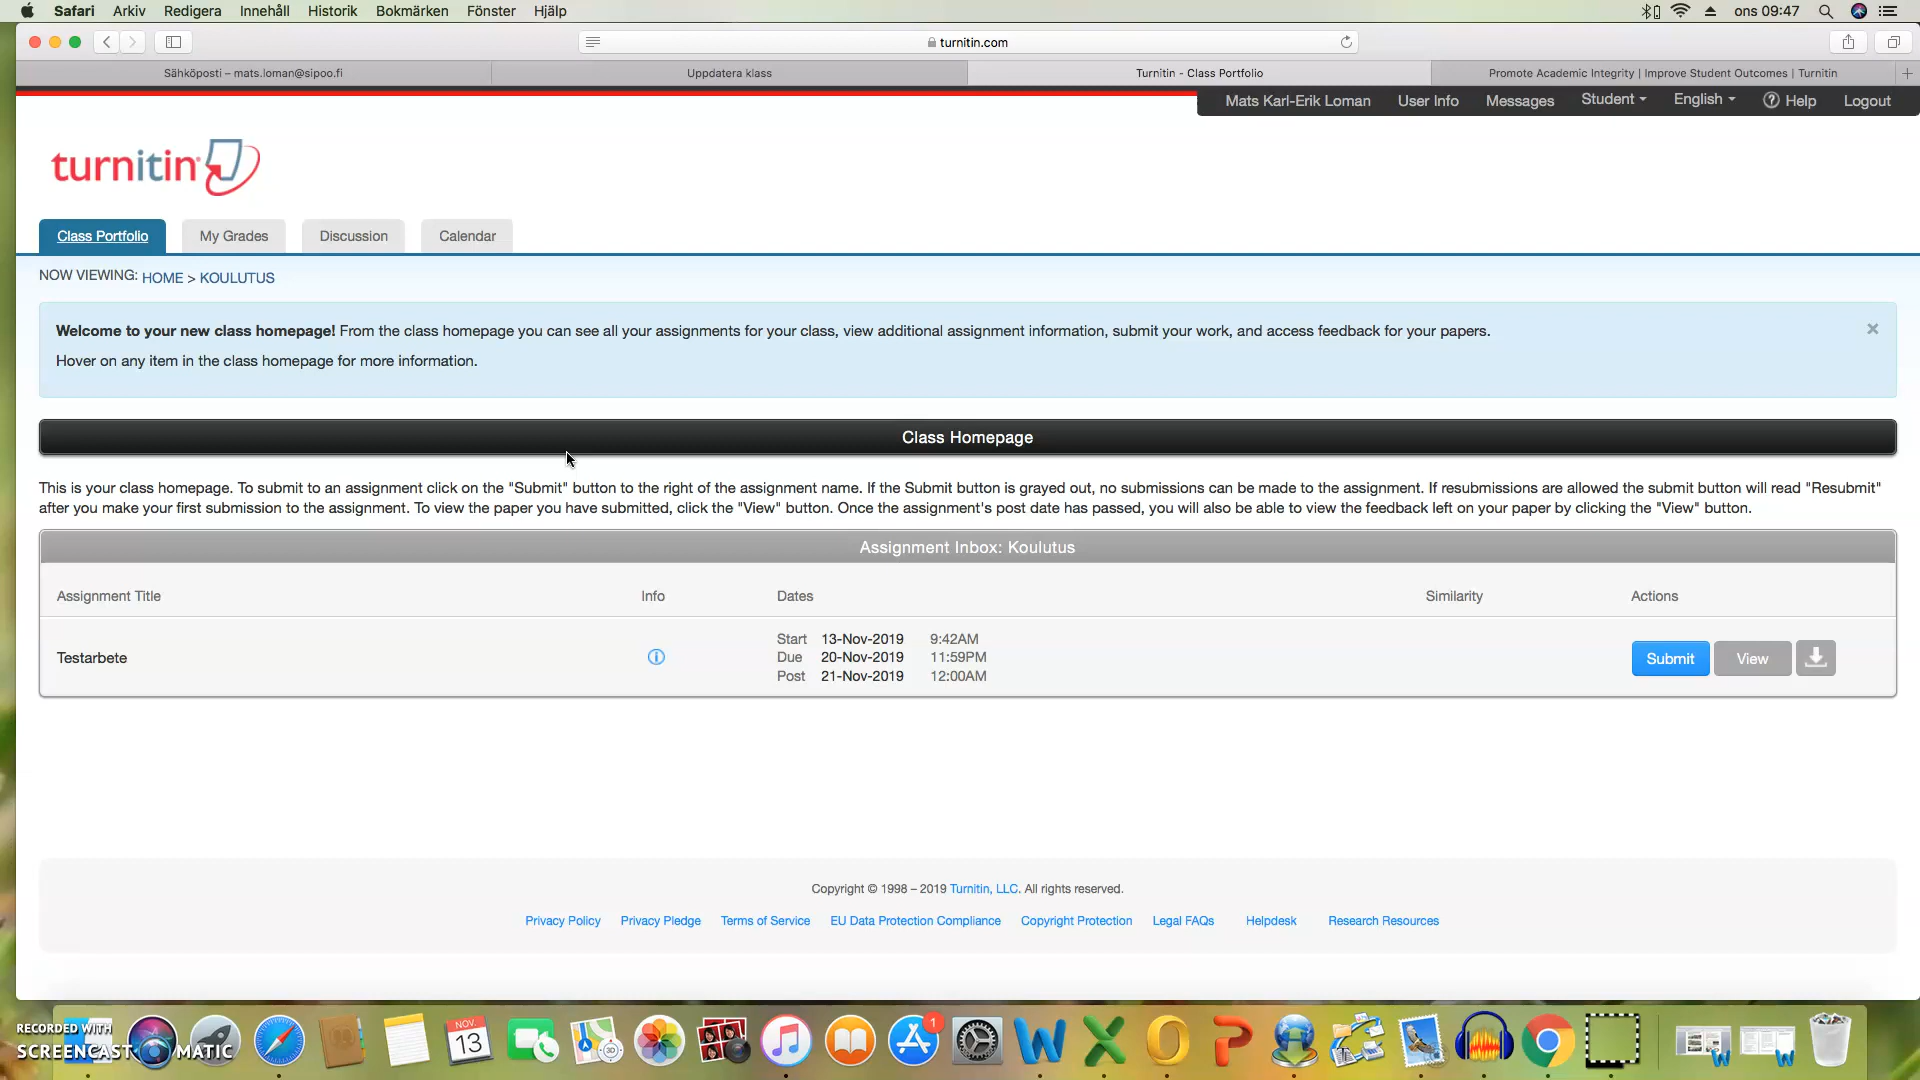 Safari Arkiv Redigera Innehåll Historik Bokmärken Fönster Hjälp ons 09:47
turnitin.com
Sähköposti – mats.loman@sipoo.fi Uppdatera klass Turnitin - Class Portfolio Promote Academic Integrity | Improve Student Outcomes | Turnitin
Mats Karl-Erik Loman User Info Messages Student English Help Logout
turnitin
Class Portfolio My Grades Discussion Calendar
NOW VIEWING: HOME > KOULUTUS
Welcome to your new class homepage! From the class homepage you can see all your assignments for your class, view additional assignment information, submit your work, and access feedback for your papers.
Hover on any item in the class homepage for more information.
Class Homepage
This is your class homepage. To submit to an assignment click on the "Submit" button to the right of the assignment name. If the Submit button is grayed out, no submissions can be made to the assignment. If resubmissions are allowed the submit button will read "Resubmit"
after you make your first submission to the assignment. To view the paper you have submitted, click the "View" button. Once the assignment's post date has passed, you will also be able to view the feedback left on your paper by clicking the "View" button.
Assignment Inbox: Koulutus
Assignment Title Info Dates Similarity Actions
Start 13-Nov-2019 9:42AM
Testarbete Due 20-Nov-2019 11:59PM Submit View
Post 21-Nov-2019 12:00AM
Copyright © 1998 – 2019 Turnitin, LLC. All rights reserved.
Privacy Policy Privacy Pledge Terms of Service EU Data Protection Compliance Copyright Protection Legal FAQs Helpdesk Research Resources
NOV. 13
3D
1
RECORDED WITH
SCREENCAST MATIC